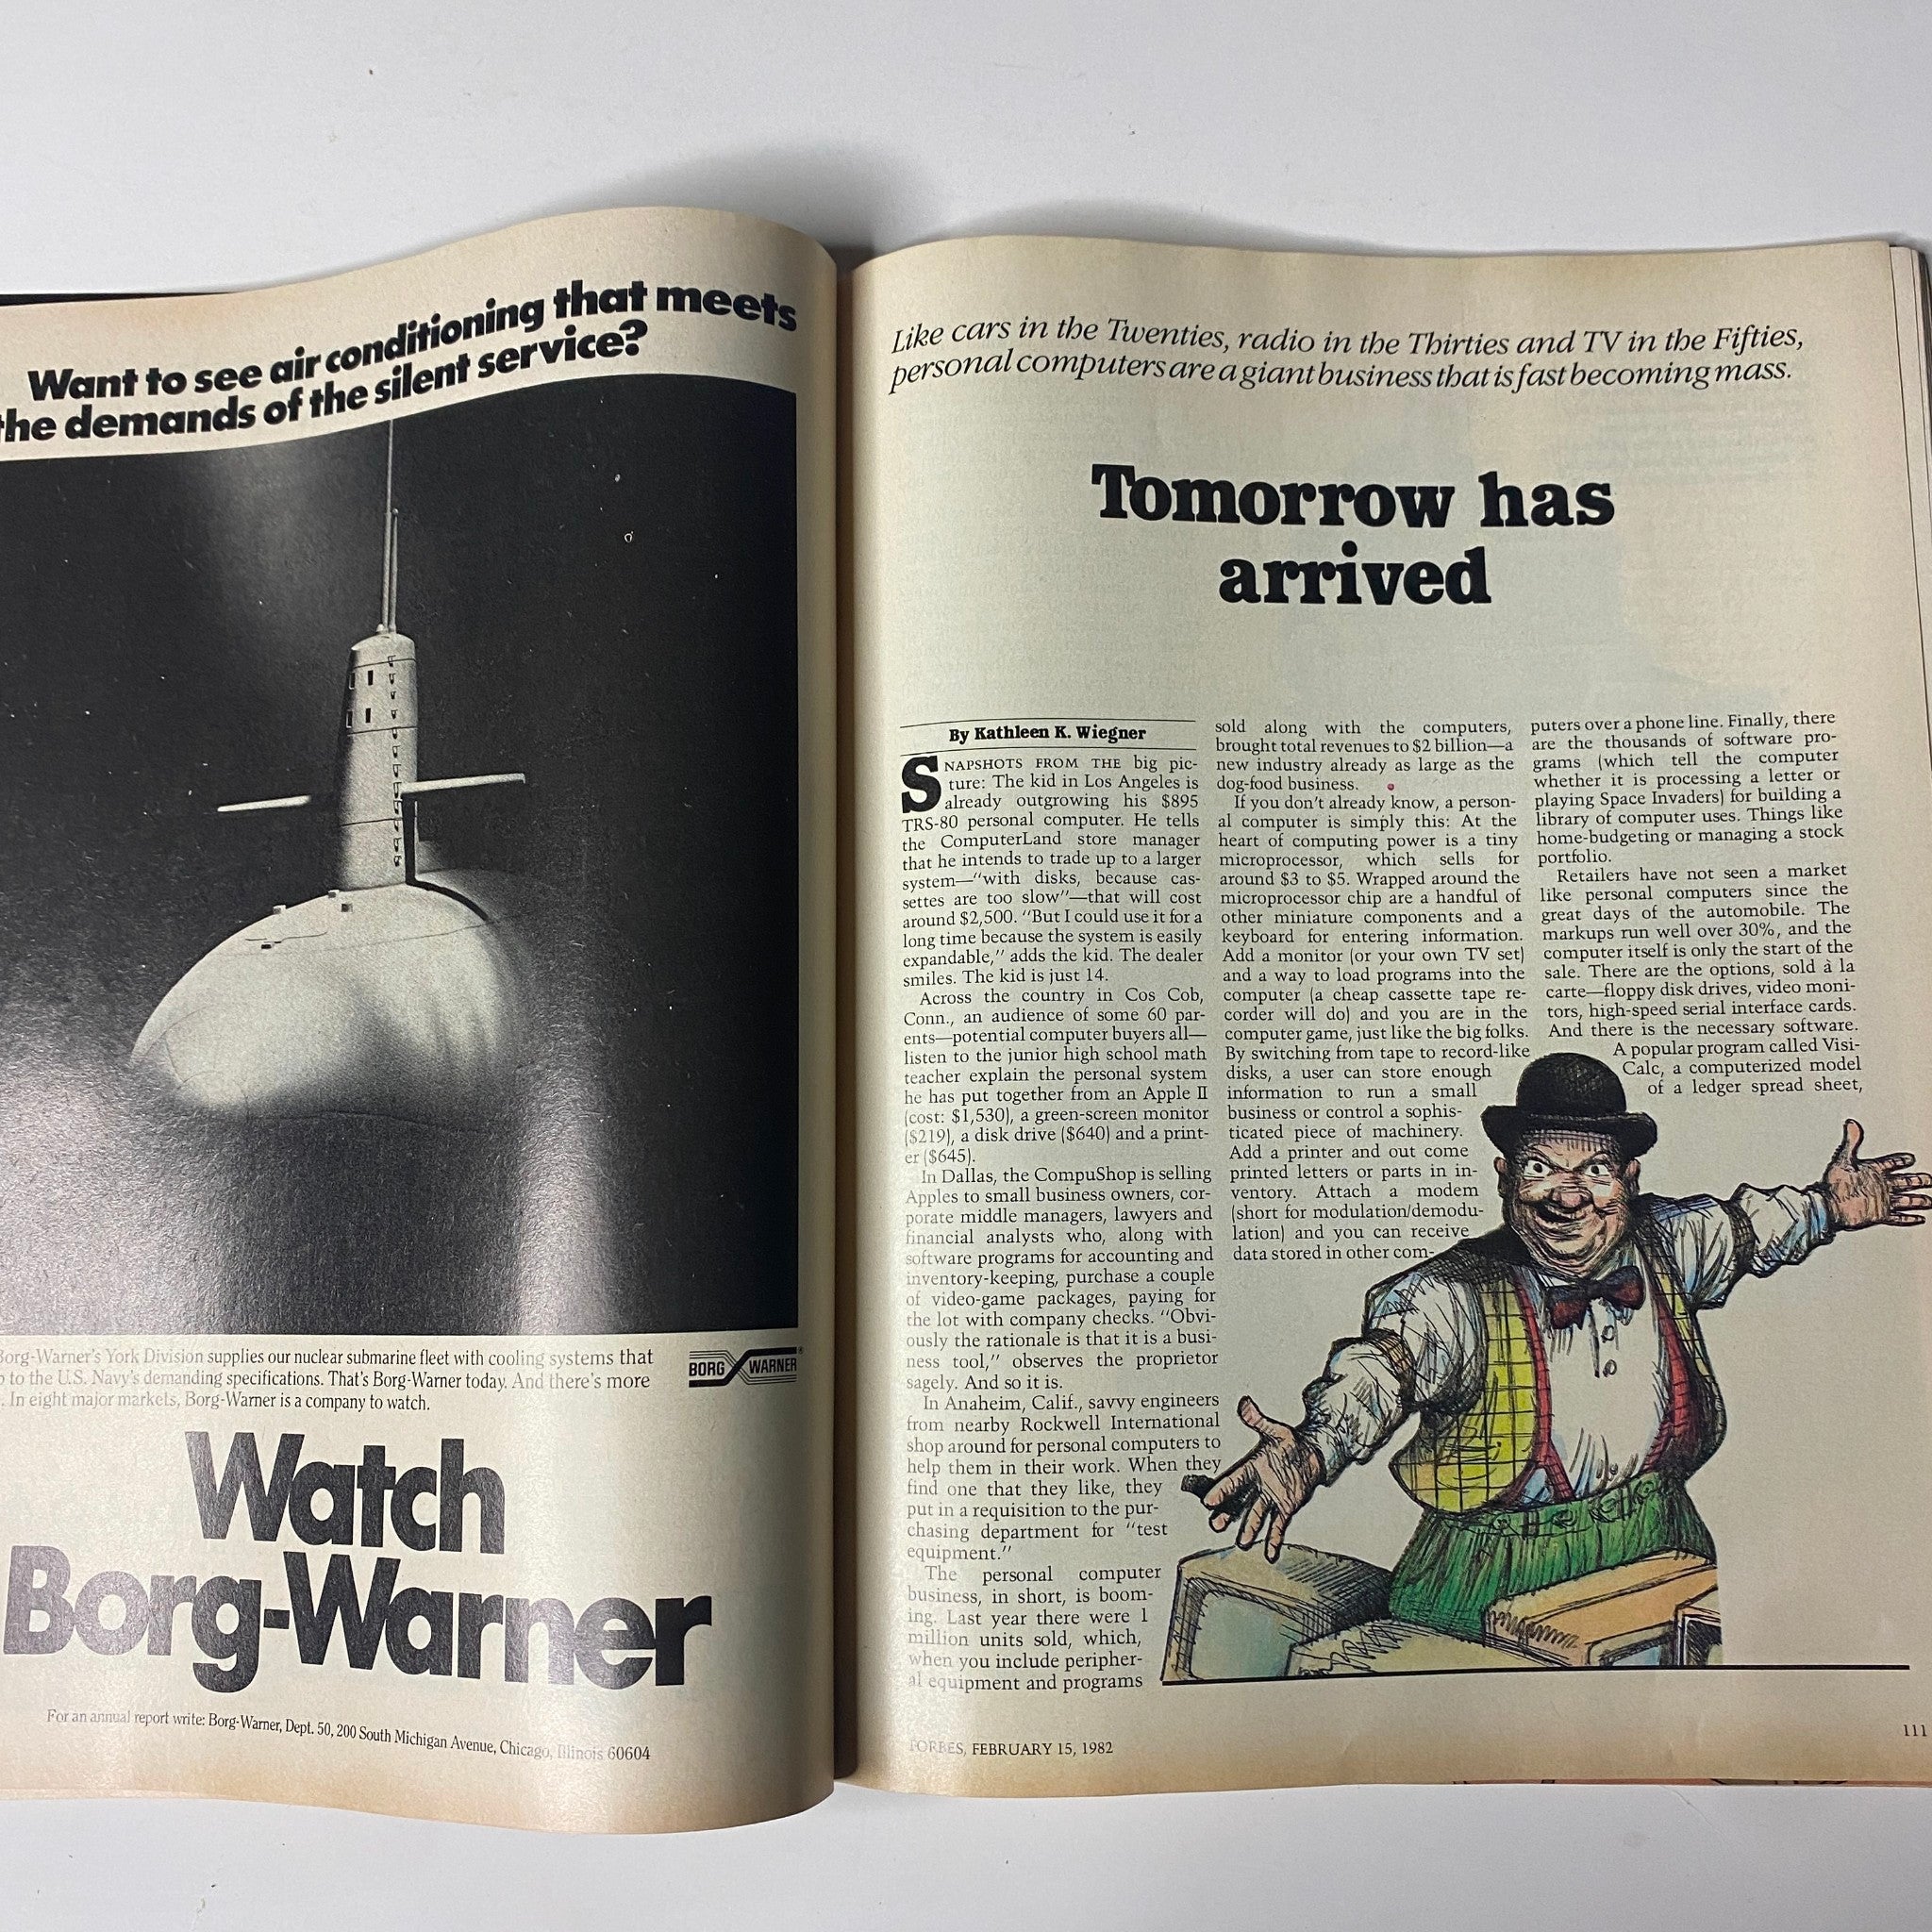 Want to see air conditioning that meets
the demands of the silent service?
Borg-Warner's York Division supplies our nuclear submarine fleet with cooling systems that
to the U.S. Navy's demanding specifications. That's Borg-Warner today. And there's more
. In eight major markets, Borg-Warner is a company to watch.
BORG WARNER®
Watch
Borg-Warner
For an annual report write: Borg-Warner, Dept. 50, 200 South Michigan Avenue, Chicago, Illinois 60604
Like cars in the Twenties, radio in the Thirties and TV in the Fifties,
personal computers are a giant business that is fast becoming mass.
Tomorrow has
arrived
By Kathleen K. Wiegner
SNAPSHOTS FROM THE big pic-
ture: The kid in Los Angeles is
already outgrowing his $895
TRS-80 personal computer. He tells
the ComputerLand store manager
that he intends to trade up to a larger
system—"with disks, because cas-
settes are too slow"—that will cost
around $2,500. "But I could use it for a
long time because the system is easily
expandable," adds the kid. The dealer
smiles. The kid is just 14.
Across the country in Cos Cob,
Conn., an audience of some 60 par-
ents—potential computer buyers all—
listen to the junior high school math
teacher explain the personal system
he has put together from an Apple II
(cost: $1,530), a green-screen monitor
($219), a disk drive ($640) and a print-
er ($645).
In Dallas, the CompuShop is selling
Apples to small business owners, cor-
porate middle managers, lawyers and
financial analysts who, along with
software programs for accounting and
inventory-keeping, purchase a couple
of video-game packages, paying for
the lot with company checks. "Obvi-
ously the rationale is that it is a busi-
ness tool," observes the proprietor
sagely. And so it is.
In Anaheim, Calif., savvy engineers
from nearby Rockwell International
shop around for personal computers to
help them in their work. When they
find one that they like, they
put in a requisition to the pur-
chasing department for "test
equipment."
The personal computer
business, in short, is boom-
ing. Last year there were 1
million units sold, which,
when you include peripher-
al equipment and programs
sold along with the computers,
brought total revenues to $2 billion—a
new industry already as large as the
dog-food business.
If you don't already know, a person-
al computer is simply this: At the
heart of computing power is a tiny
microprocessor, which sells for
around $3 to $5. Wrapped around the
microprocessor chip are a handful of
other miniature components and a
keyboard for entering information.
Add a monitor (or your own TV set)
and a way to load programs into the
computer (a cheap cassette tape re-
corder will do) and you are in the
computer game, just like the big folks.
By switching from tape to record-like
disks, a user can store enough
information to run a small
business or control a sophis-
ticated piece of machinery.
Add a printer and out come
printed letters or parts in in-
ventory. Attach a modem
(short for modulation/demodu-
lation) and you can receive
data stored in other com-
puters over a phone line. Finally, there
are the thousands of software pro-
grams (which tell the computer
whether it is processing a letter or
playing Space Invaders) for building a
library of computer uses. Things like
home-budgeting or managing a stock
portfolio.
Retailers have not seen a market
like personal computers since the
great days of the automobile. The
markups run well over 30%, and the
computer itself is only the start of the
sale. There are the options, sold à la
carte—floppy disk drives, video moni-
tors, high-speed serial interface cards.
And there is the necessary software.
A popular program called Visi-
Calc, a computerized model
of a ledger spread sheet,
FORBES, FEBRUARY 15, 1982
111